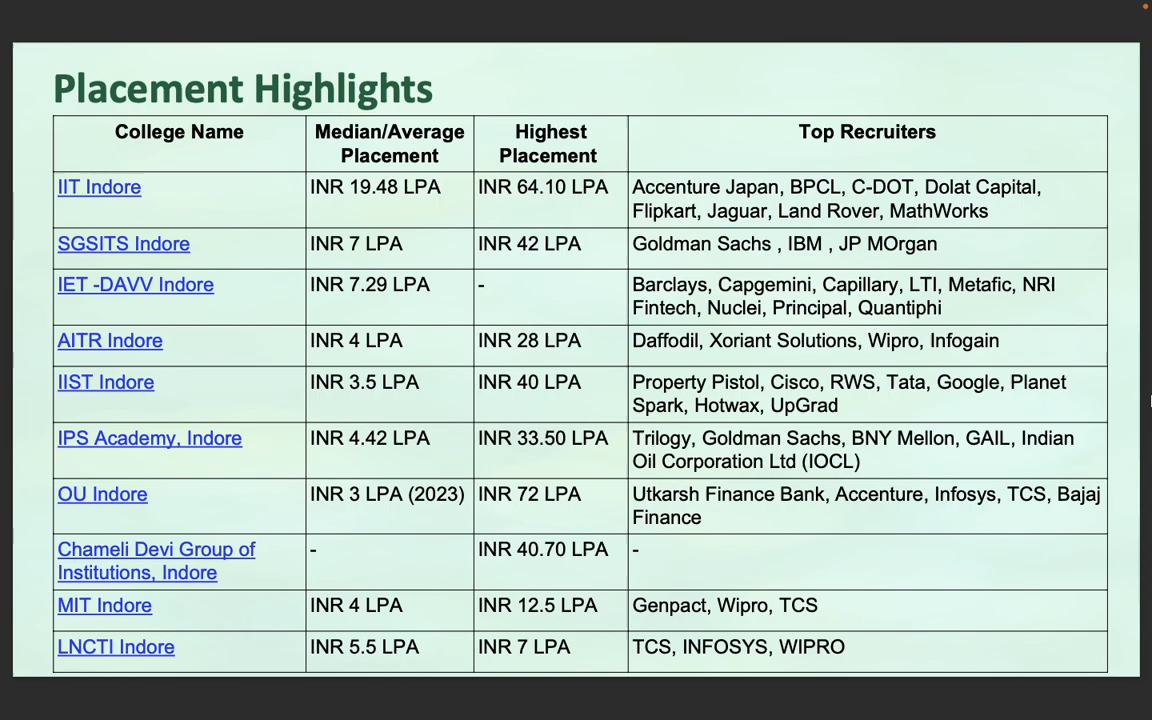 Placement Highlights
College Name Median/Average Placement Highest Placement Top Recruiters
IIT Indore INR 19.48 LPA INR 64.10 LPA Accenture Japan, BPCL, C-DOT, Dolat Capital,
Flipkart, Jaguar, Land Rover, MathWorks
SGSITS Indore INR 7 LPA INR 42 LPA Goldman Sachs , IBM , JP MOrgan
IET -DAVV Indore INR 7.29 LPA - Barclays, Capgemini, Capillary, LTI, Metafic, NRI
Fintech, Nuclei, Principal, Quantiphi
AITR Indore INR 4 LPA INR 28 LPA Daffodil, Xoriant Solutions, Wipro, Infogain
IIST Indore INR 3.5 LPA INR 40 LPA Property Pistol, Cisco, RWS, Tata, Google, Planet
Spark, Hotwax, UpGrad
IPS Academy, Indore INR 4.42 LPA INR 33.50 LPA Trilogy, Goldman Sachs, BNY Mellon, GAIL, Indian
Oil Corporation Ltd (IOCL)
OU Indore INR 3 LPA (2023) INR 72 LPA Utkarsh Finance Bank, Accenture, Infosys, TCS, Bajaj
Finance
Chameli Devi Group of
Institutions, Indore - INR 40.70 LPA -
MIT Indore INR 4 LPA INR 12.5 LPA Genpact, Wipro, TCS
LNCTI Indore INR 5.5 LPA INR 7 LPA TCS, INFOSYS, WIPRO